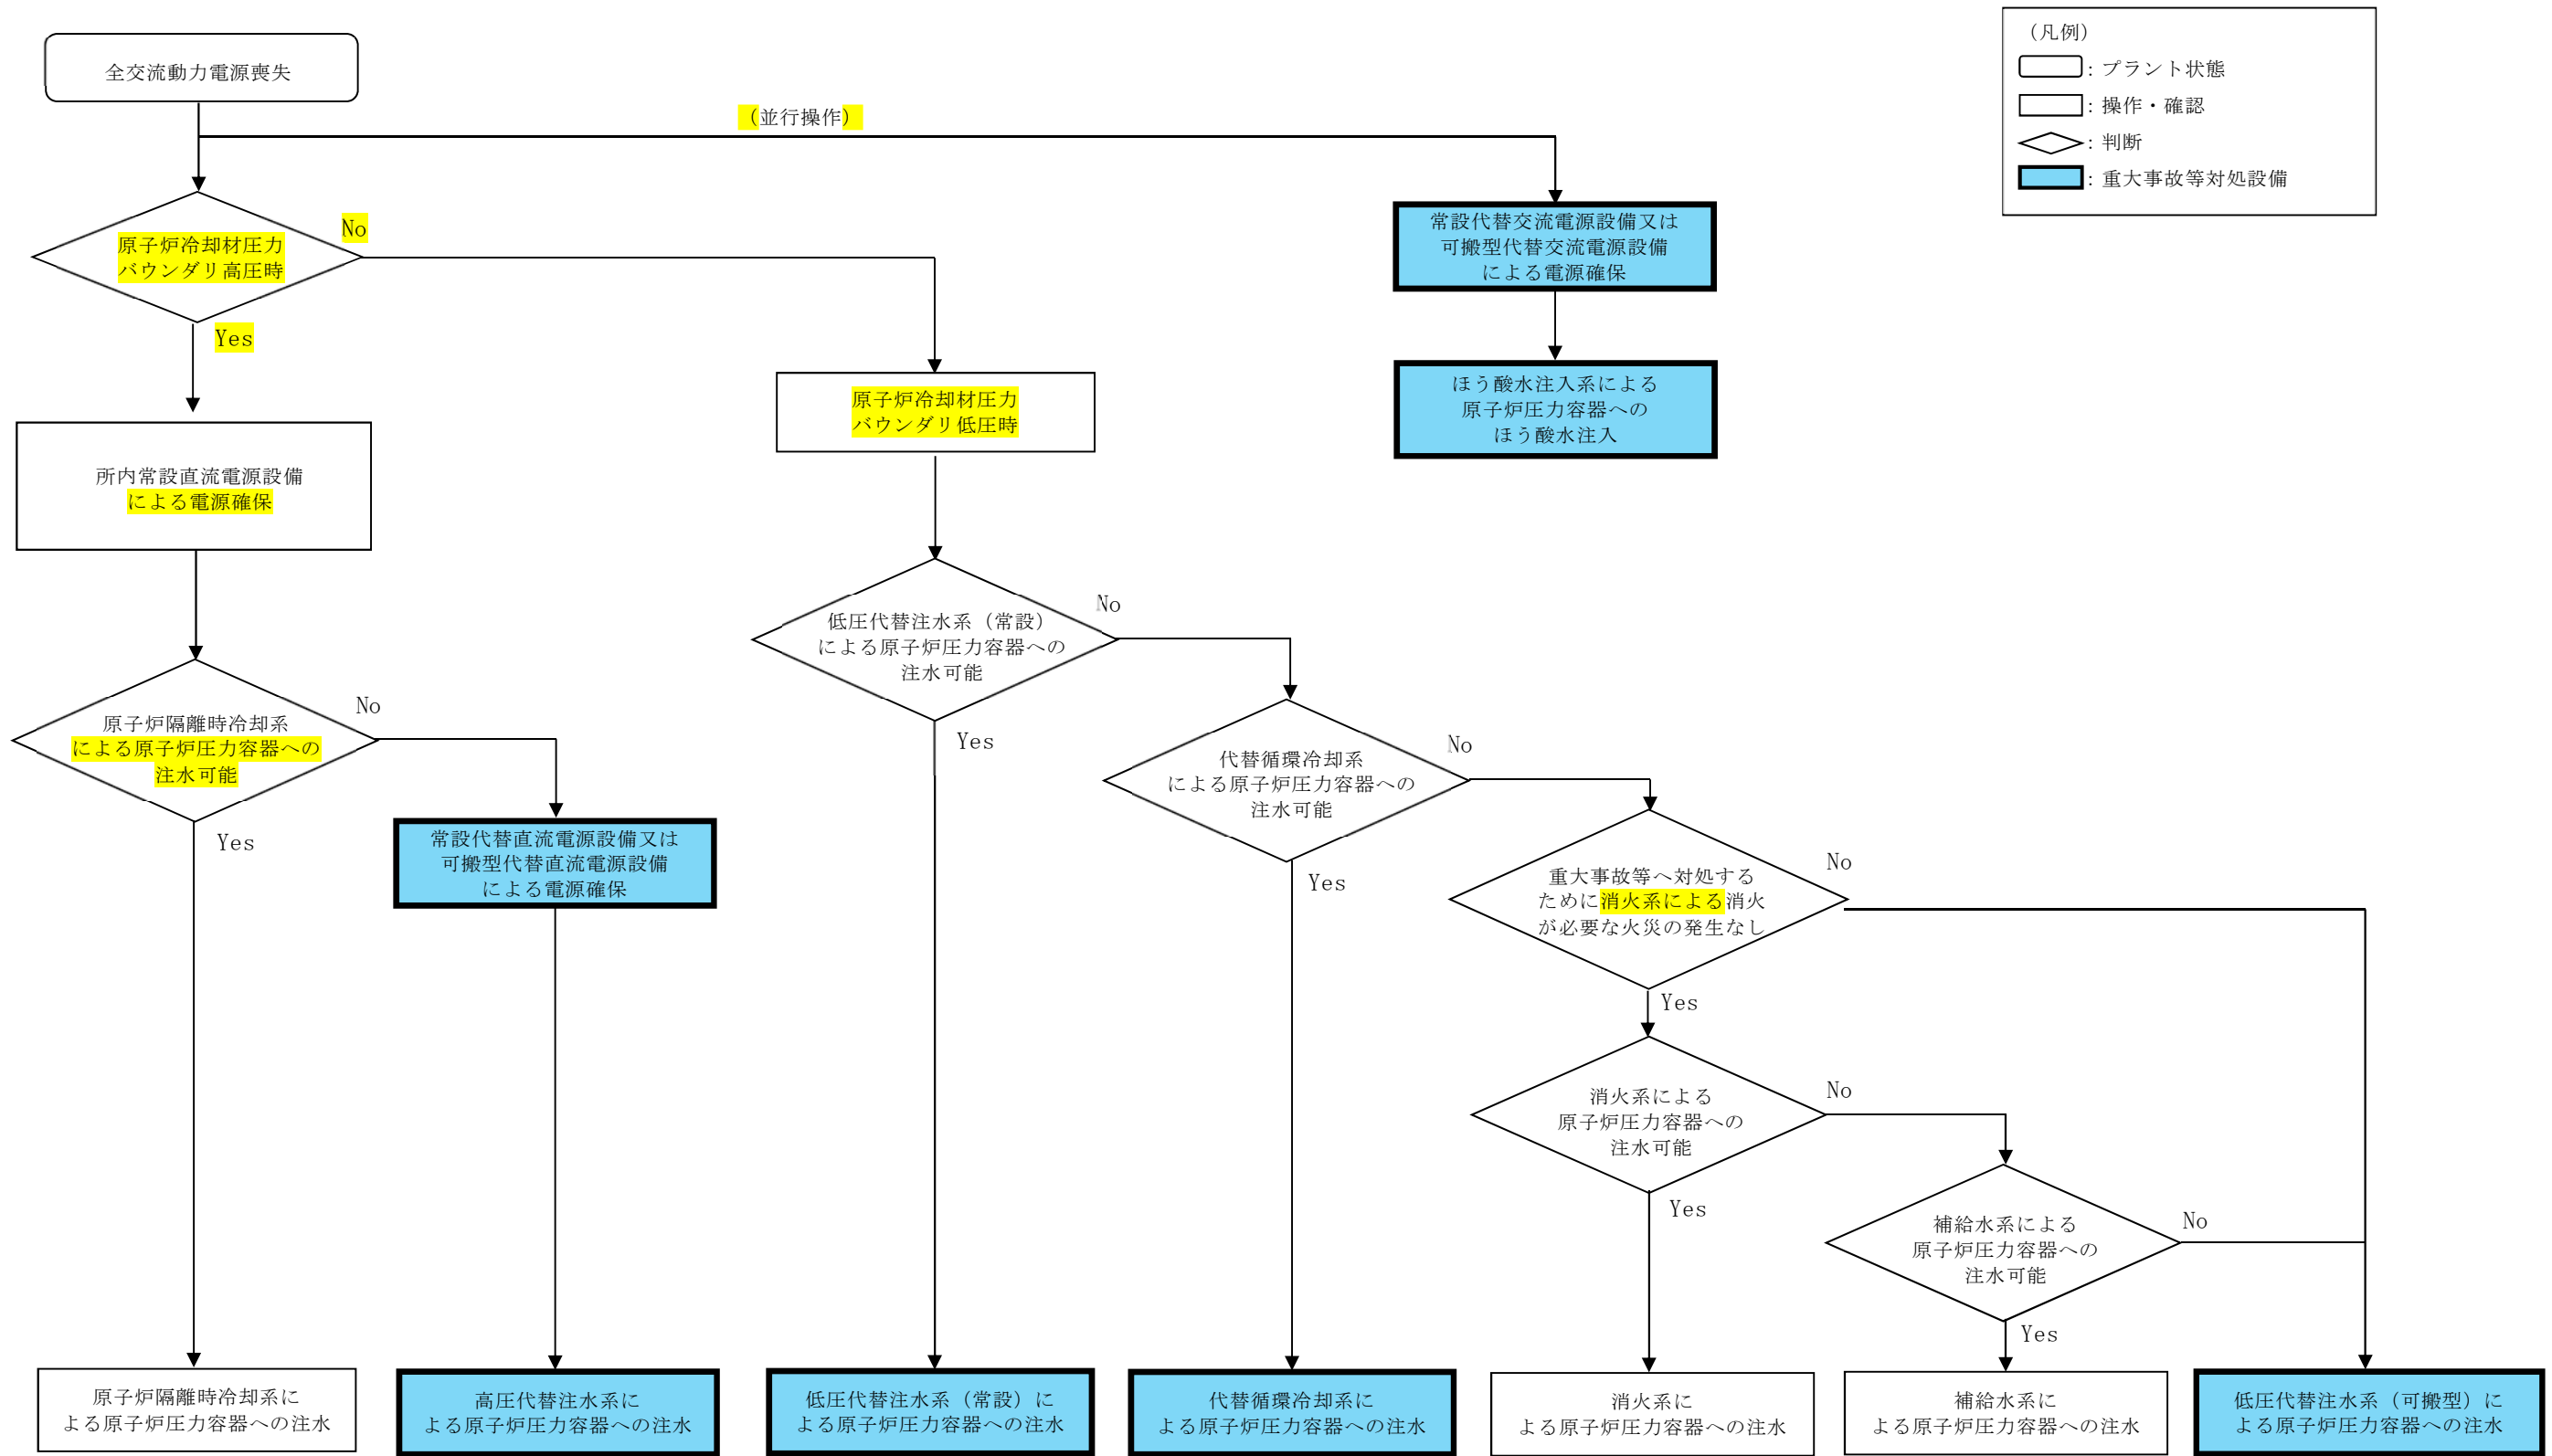 全交流動力電源喪失
（並行操作）
（凡例）
：プラント状態
：操作・確認
：判断
：重大事故等対処設備
原子炉冷却材圧力
バウンダリ高圧時
No
Yes
常設代替交流電源設備又は
可搬型代替交流電源設備
による電源確保
ほう酸水注入系による
原子炉圧力容器への
ほう酸水注入
原子炉冷却材圧力
バウンダリ低圧時
所内常設直流電源設備
による電源確保
原子炉隔離時冷却系
による原子炉圧力容器への
注水可能
No
Yes
常設代替直流電源設備又は
可搬型代替直流電源設備
による電源確保
低圧代替注水系（常設）
による原子炉圧力容器への
注水可能
No
Yes
代替循環冷却系
による原子炉圧力容器への
注水可能
No
Yes
重大事故等へ対処する
ために消火系による消火
が必要な火災の発生なし
No
Yes
消火系による
原子炉圧力容器への
注水可能
No
Yes
補給水系による
原子炉圧力容器への
注水可能
No
Yes
原子炉隔離時冷却系に
よる原子炉圧力容器への注水
高圧代替注水系に
よる原子炉圧力容器への注水
低圧代替注水系（常設）に
よる原子炉圧力容器への注水
代替循環冷却系に
よる原子炉圧力容器への注水
消火系に
よる原子炉圧力容器への注水
補給水系に
よる原子炉圧力容器への注水
低圧代替注水系（可搬型）に
よる原子炉圧力容器への注水